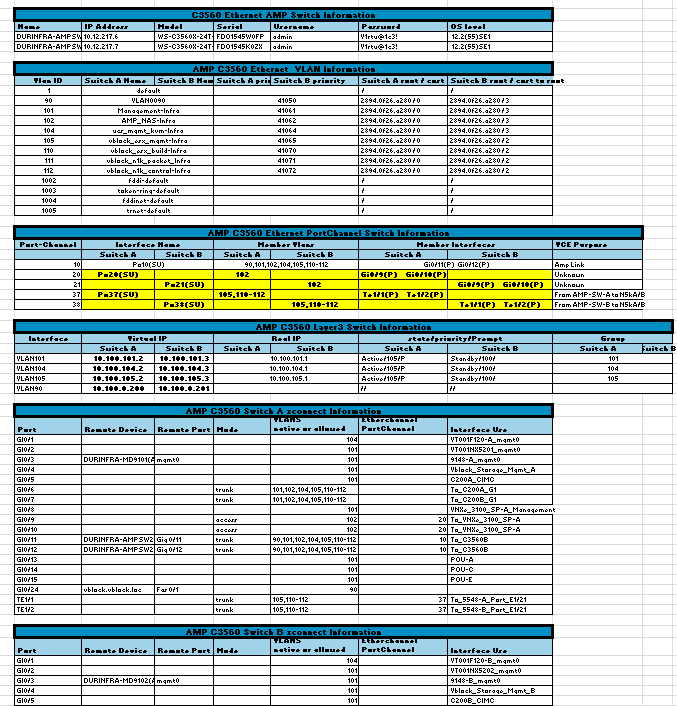 C3560 Ethernet AMP Switch Information
Name IP Address Model Serial Username Password OS level
DURINFRA-AMPSW 10.12.217.6 WS-C3560X-24T- FDO1545W0FP admin V1rtu@1c3! 12.2(55)SE1
DURINFRA-AMPSW 10.12.217.7 WS-C3560X-24T- FDO1545K0ZX admin V1rtu@1c3! 12.2(55)SE1
AMP C3560 Ethernet VLAN Information
Vlan ID Switch A Name Switch B Nam Switch A pri Switch B priority Switch A root / cost Switch B root / cost to root
1 default / /
90 VLAN0090 41050 2894.0f26.a280 / 0 2894.0f26.a280 / 3
101 Management-Infra 41061 2894.0f26.a280 / 0 2894.0f26.a280 / 3
102 AMP_NAS-Infra 41062 2894.0f26.a280 / 0 2894.0f26.a280 / 3
104 ucs_mgmt_kvm-Infra 41064 2894.0f26.a280 / 0 2894.0f26.a280 / 3
105 vblock_esx_mgmt-Infra 41065 2894.0f26.a280 / 0 2894.0f26.a280 / 2
110 vblock_esx_build-Infra 41070 2894.0f26.a280 / 0 2894.0f26.a280 / 2
111 vblock_n1k_packet_Infra 41071 2894.0f26.a280 / 0 2894.0f26.a280 / 2
112 vblock_n1k_control-Infra 41072 2894.0f26.a280 / 0 2894.0f26.a280 / 2
1002 fddi-default / /
1003 token-ring-default / /
1004 fddinet-default / /
1005 trnet-default / /
AMP C3560 Ethernet PortChannel Switch Information
Port-Channel Interface Name Member Vlans Member Interfaces VCE Purpose
Switch A Switch B Switch A Switch B Switch A Switch B
10 Po10(SU) 90,101,102,104,105,110-112 Gi0/11(P) Gi0/12(P) Amp Link
20 Po20(SU) 102 Gi0/9(P) Gi0/10(P) Unknown
21 Po21(SU) 102 Gi0/9(P) Gi0/10(P) Unknown
37 Po37(SU) 105,110-112 Te1/1(P) Te1/2(P) From AMP-SW-A to N5kA/B
38 Po38(SU) 105,110-112 Te1/1(P) Te1/2(P) From AMP-SW-B to N5kA/B
AMP C3560 Layer3 Switch Information
Interface Virtual IP Real IP state/priority/Prompt Group
Switch A Switch B Switch A Switch B Switch A Switch B Switch A Switch B
VLAN101 10.100.101.2 10.100.101.3 10.100.101.1 Active/105/P Standby/100/ 101
VLAN104 10.100.104.2 10.100.104.3 10.100.104.1 Active/105/P Standby/100/ 104
VLAN105 10.100.105.2 10.100.105.3 10.100.105.1 Active/105/P Standby/100/ 105
VLAN90 10.100.0.200 10.100.0.201 // //
AMP C3560 Switch A xconnect Information
Port Remote Device Remote Port Mode VLANS native or allowed Etherchannel PortChannel Interface Use
GI0/1 104 VT001F120-A_mgmt0
GI0/2 101 VT001NX5201_mgmt0
GI0/3 DURINFRA-MD9101(A mgmt0 101 9148-A_mgmt0
GI0/4 101 Vblock_Storage_Mgmt_A
GI0/5 101 C200A_CIMC
GI0/6 trunk 101,102,104,105,110-112 To_C200A_G1
GI0/7 trunk 101,102,104,105,110-112 To_C200B_G1
GI0/8 101 VNXe_3100_SP-A_Management
GI0/9 access 102 20 To_VNXe_3100_SP-A
GI0/10 access 102 20 To_VNXe_3100_SP-A
GI0/11 DURINFRA-AMPSW2 Gig 0/11 trunk 90,101,102,104,105,110-112 10 To_C3560B
GI0/12 DURINFRA-AMPSW2 Gig 0/12 trunk 90,101,102,104,105,110-112 10 To_C3560B
GI0/13 101 POU-A
GI0/14 101 POU-C
GI0/15 101 POU-E
GI0/24 vblock.vblock.loc Far 0/1 90
TE1/1 trunk 105,110-112 37 To_5548-A_Port_E1/21
TE1/2 trunk 105,110-112 37 To_5548-B_Port_E1/21
AMP C3560 Switch B xconnect Information
Port Remote Device Remote Port Mode VLANS native or allowed Etherchannel PortChannel Interface Use
GI0/1 104 VT001F120-B_mgmt0
GI0/2 101 VT001NX5202_mgmt0
GI0/3 DURINFRA-MD9102(A mgmt0 101 9148-B_mgmt0
GI0/4 101 Vblock_Storage_Mgmt_B
GI0/5 101 C200B_CIMC